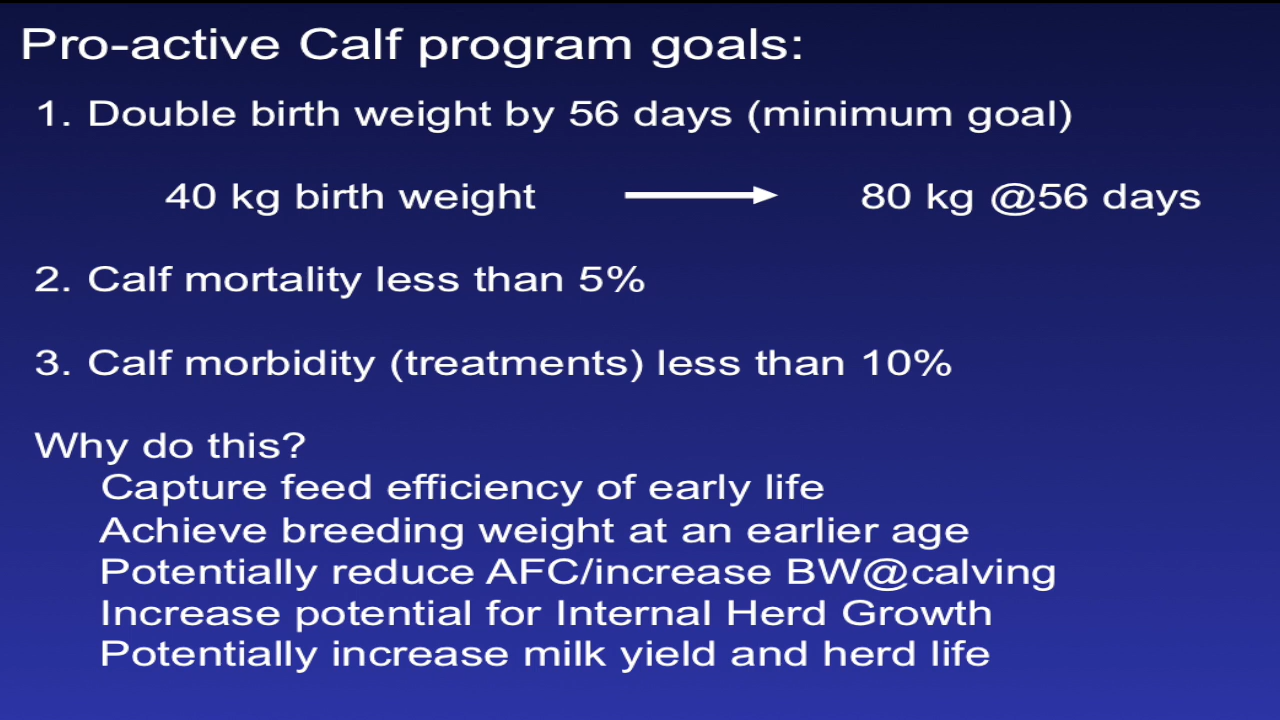 Pro-active Calf program goals:
1. Double birth weight by 56 days (minimum goal)
40 kg birth weight 80 kg @56 days
2. Calf mortality less than 5%
3. Calf morbidity (treatments) less than 10%
Why do this?
Capture feed efficiency of early life
Achieve breeding weight at an earlier age
Potentially reduce AFC/increase BW@calving
Increase potential for Internal Herd Growth
Potentially increase milk yield and herd life